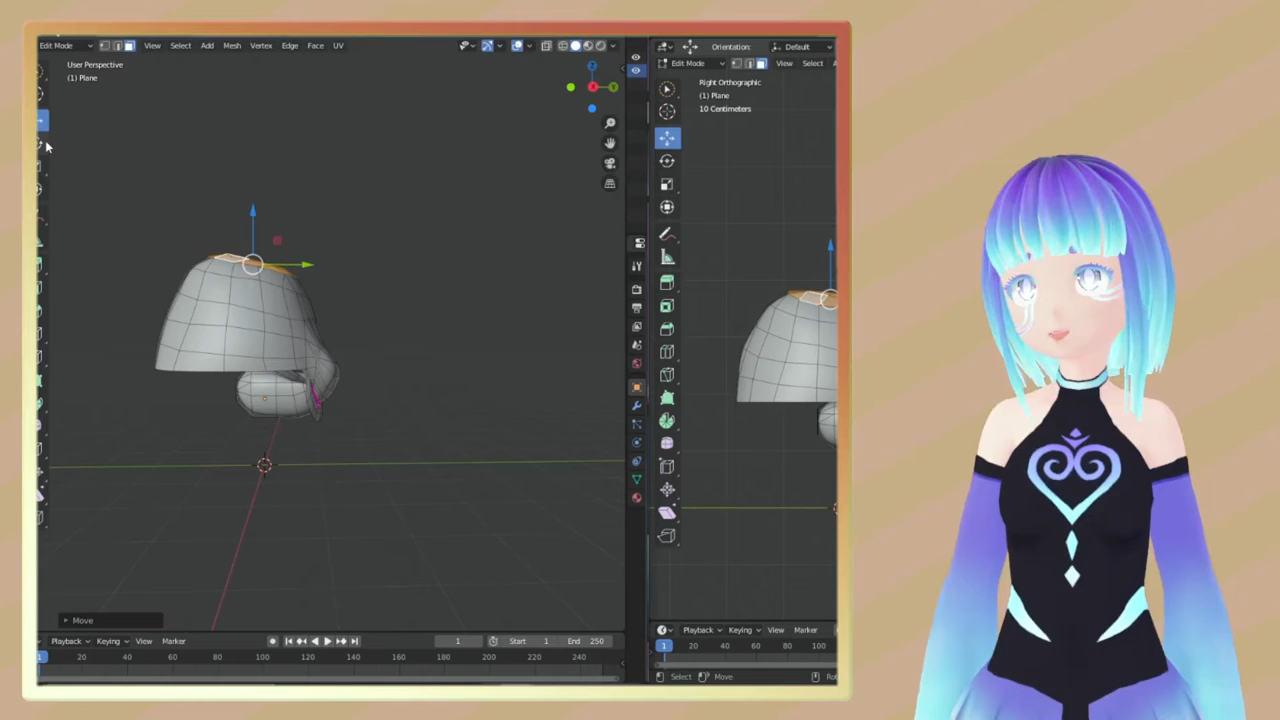 Edit Mode View Select Add Mesh Vertex Edge Face UV
User Perspective
(1) Plane
Z
X
Y
Move
Playback Keying View Marker 1 Start 1 End 250
1 20 40 60 80 100 120 140 160 180 200 220 240
Orientation: Default
Edit Mode View Select
Right Orthographic
(1) Plane
10 Centimeters
Playback Keying View Marker
1 20 40 60 80 100
Select Move